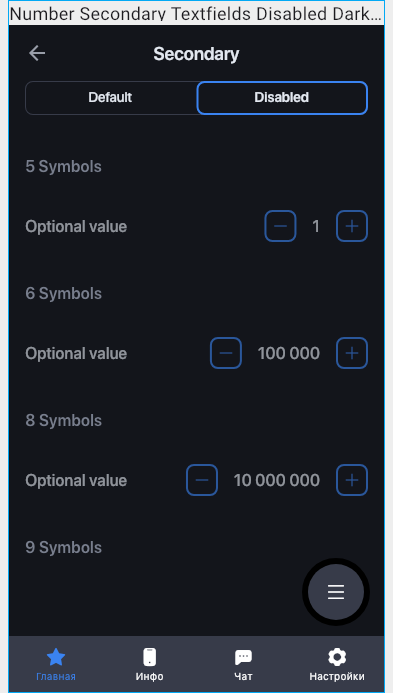 Number Secondary Textfields Disabled Dark...
Secondary
Default
Disabled
5 Symbols
Optional value
1
6 Symbols
Optional value
100 000
8 Symbols
Optional value
10 000 000
9 Symbols
Главная
Инфо
Чат
Настройки